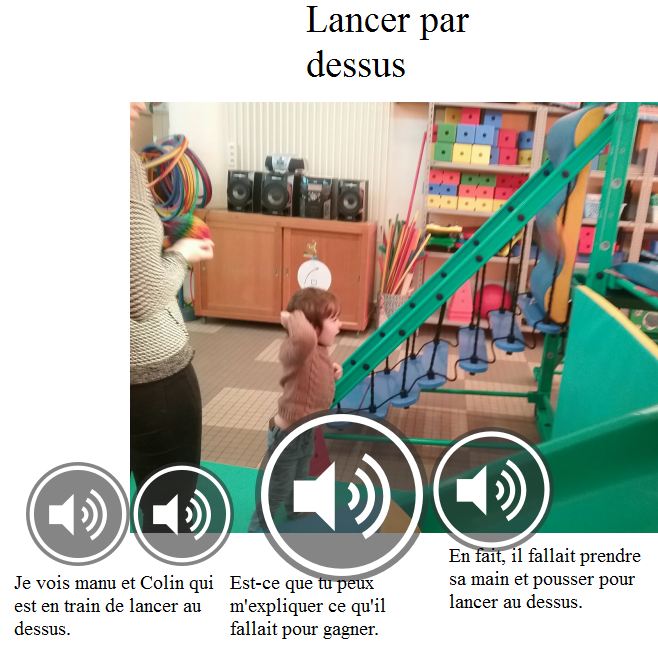 Lancer par
dessus
Je vois manu et Colin qui
est en train de lancer au
dessus.
Est-ce que tu peux
m'expliquer ce qu'il
fallait pour gagner.
En fait, il fallait prendre
sa main et pousser pour
lancer au dessus.